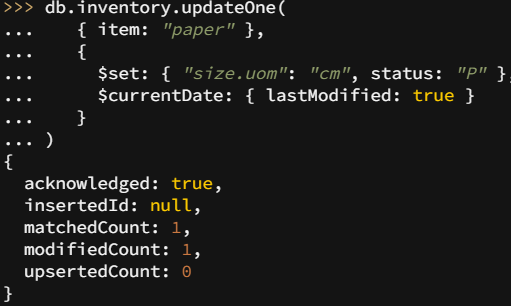 >>> db.inventory.updateOne(
...    { item: "paper" },
...    {
...      $set: { "size.uom": "cm", status: "P" },
...      $currentDate: { lastModified: true }
...    }
... )
{
  acknowledged: true,
  insertedId: null,
  matchedCount: 1,
  modifiedCount: 1,
  upsertedCount: 0
}